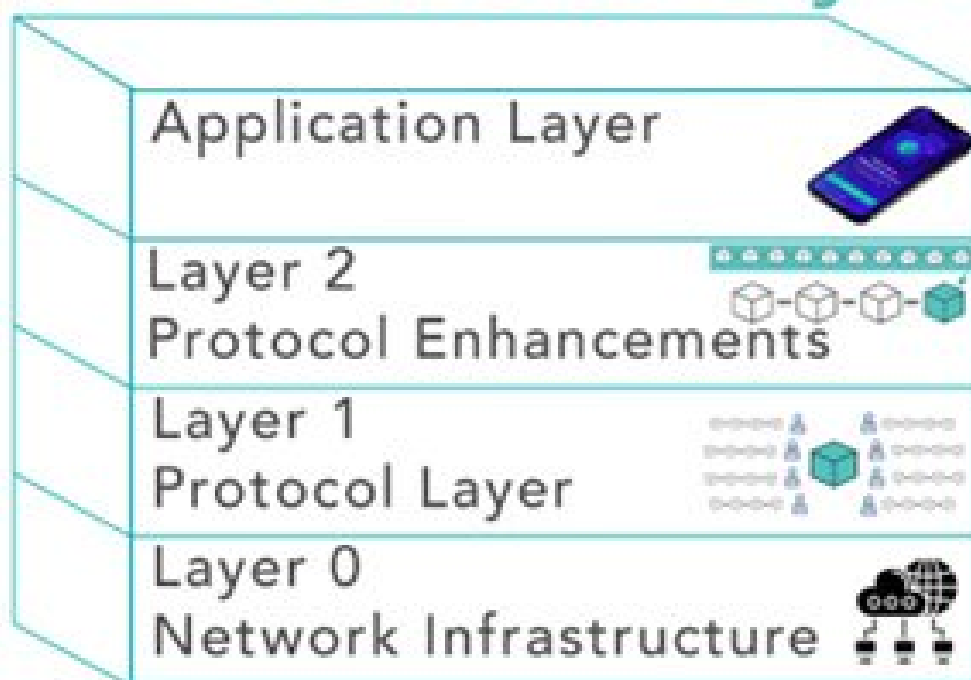 Application Layer
Layer 2
Protocol Enhancements
Layer 1
Protocol Layer
Layer 0
Network Infrastructure